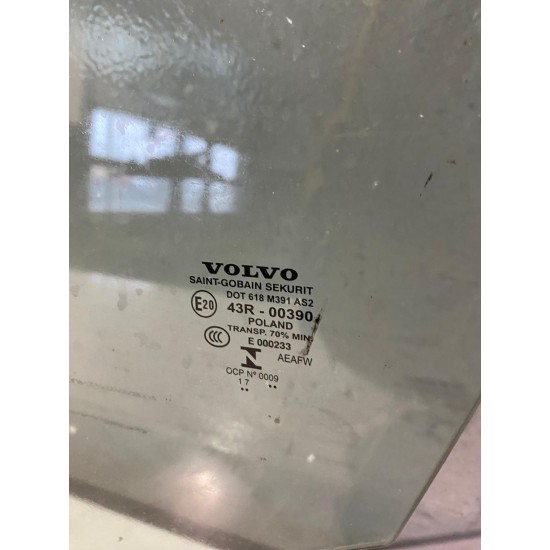 VOLVO
SAINT-GOBAIN SEKURIT
DOT 618 M391 AS2
E20 43R - 00390
POLAND
TRANSP. 70% MIN.
CCC E 000233
N AEAFW
OCP Nº 0009
17